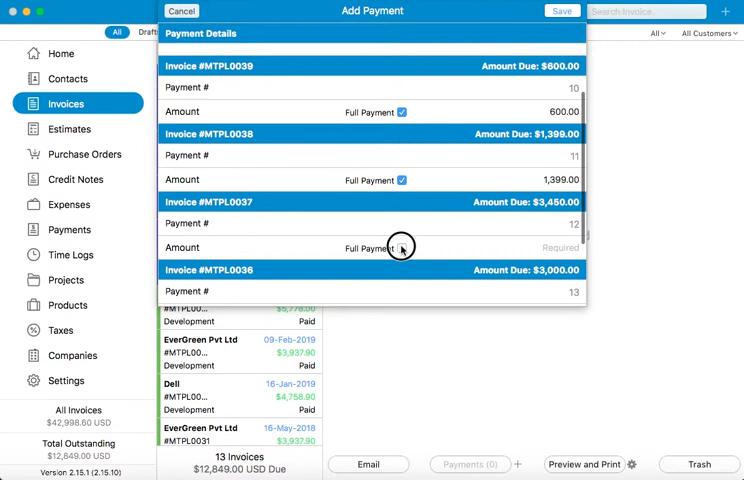 Cancel Add Payment Save Search Invoice...
All Drafts All All Customers
Payment Details
Home
Contacts
Invoices
Estimates
Purchase Orders
Credit Notes
Expenses
Payments
Time Logs
Projects
Products
Taxes
Companies
Settings
All Invoices
$42,998.60 USD
Total Outstanding
$12,849.00 USD
Version 2.15.1 (2.15.10)
Invoice #MTPL0039 Amount Due: $600.00
Payment # 10
Amount Full Payment 600.00
Invoice #MTPL0038 Amount Due: $1,399.00
Payment # 11
Amount Full Payment 1,399.00
Invoice #MTPL0037 Amount Due: $3,450.00
Payment # 12
Amount Full Payment Required
Invoice #MTPL0036 Amount Due: $3,000.00
Payment # 13
#MTPL00... $5,778.00
Development Paid
EverGreen Pvt Ltd 09-Feb-2019
#MTPL00... $3,937.90
Development Paid
Dell 16-Jan-2019
#MTPL00... $4,758.90
Development Paid
EverGreen Pvt Ltd 16-May-2018
#MTPL0031 $3,937.90
13 Invoices
$12,849.00 USD Due
Email Payments (0) + Preview and Print Trash